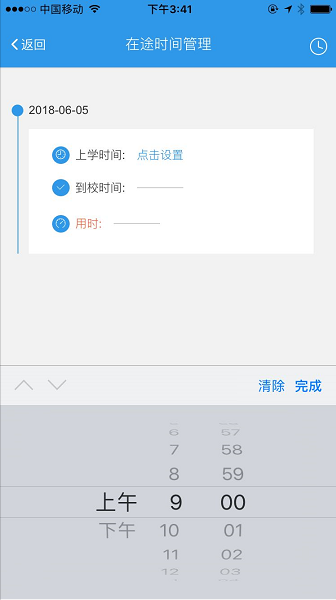 中国移动 下午3:41
返回 在途时间管理
2018-06-05
上学时间: 点击设置
到校时间:
用时:
清除 完成
6 57
7 58
8 59
上午 9 00
下午 10 01
11 02
12 03